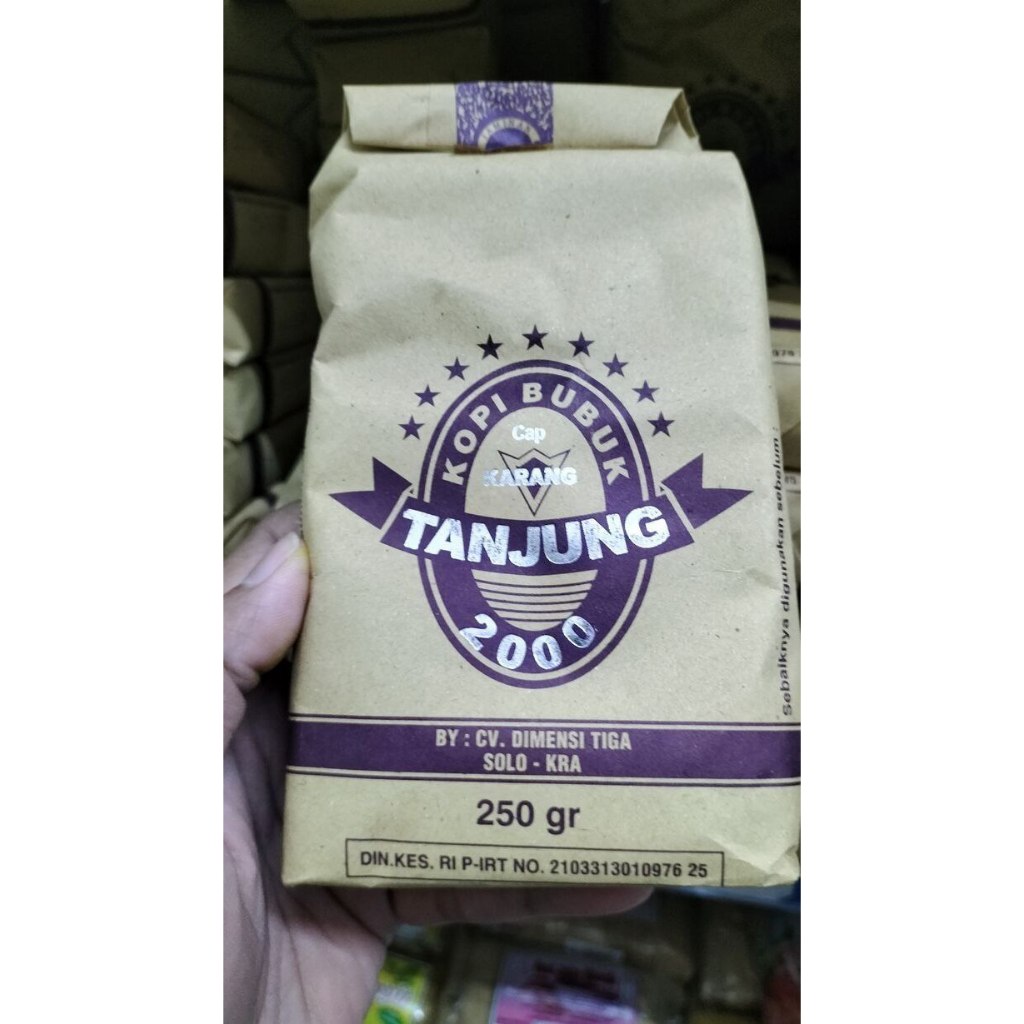 KOPI BUBUK
Cap
KARANG
TANJUNG
2000
BY : CV. DIMENSI TIGA
SOLO - KRA
250 gr
DIN.KES. RI P-IRT NO. 2103313010976 25
Sebaiknya digunakan sebelum :